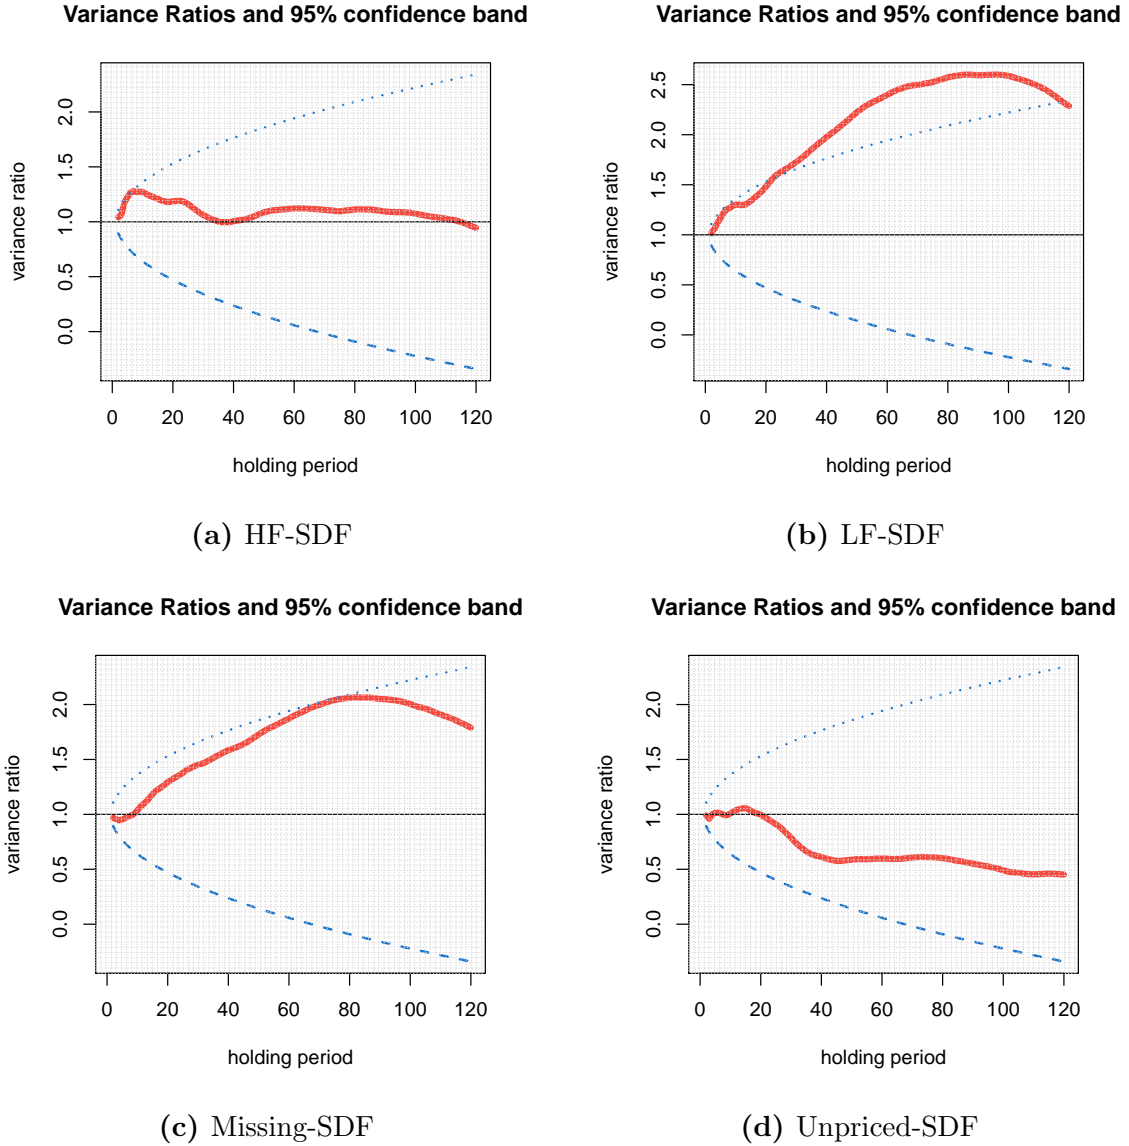 Variance Ratios and 95% confidence band
variance ratio
0.0 0.5 1.0 1.5 2.0
0 20 40 60 80 100 120
holding period
(a) HF-SDF
Variance Ratios and 95% confidence band
variance ratio
0.0 0.5 1.0 1.5 2.0 2.5
0 20 40 60 80 100 120
holding period
(b) LF-SDF
Variance Ratios and 95% confidence band
variance ratio
0.0 0.5 1.0 1.5 2.0
0 20 40 60 80 100 120
holding period
(c) Missing-SDF
Variance Ratios and 95% confidence band
variance ratio
0.0 0.5 1.0 1.5 2.0
0 20 40 60 80 100 120
holding period
(d) Unpriced-SDF